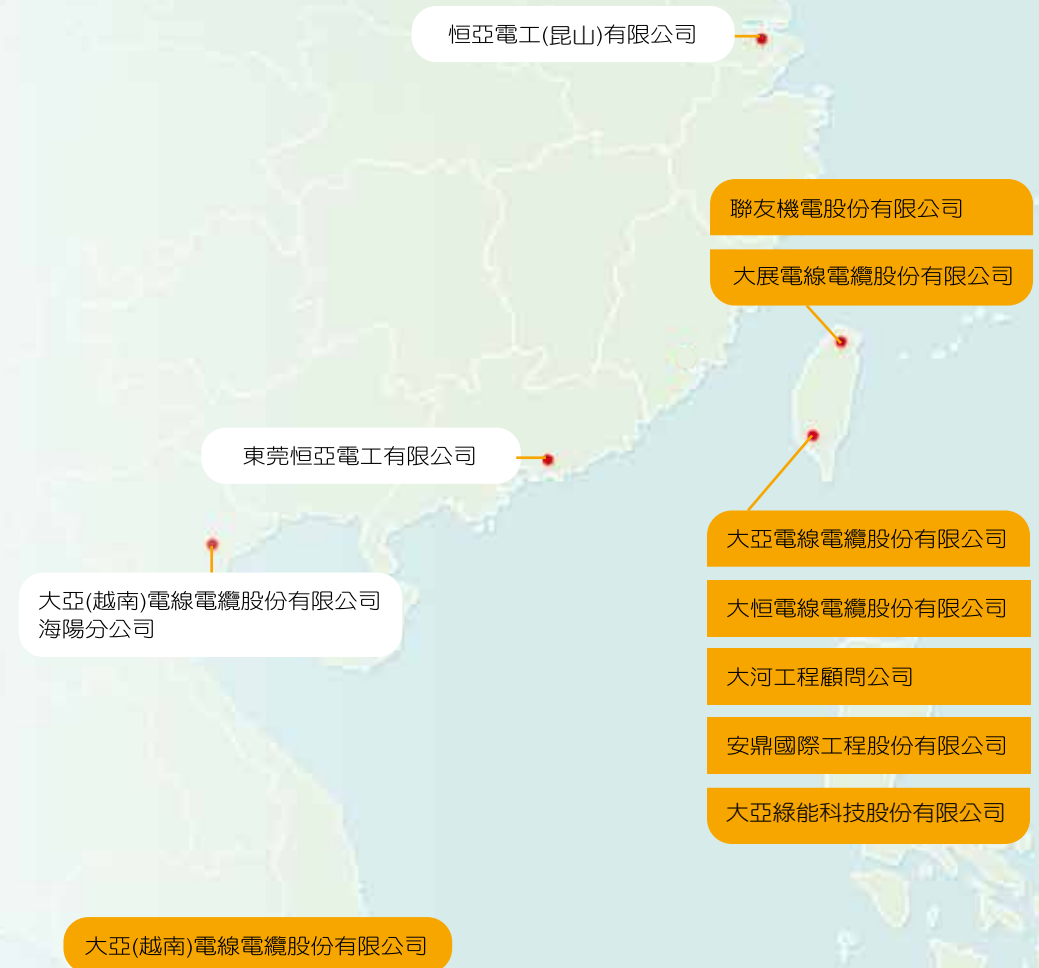 恒亞電工(昆山)有限公司
聯友機電股份有限公司
大展電線電纜股份有限公司
東莞恒亞電工有限公司
大亞電線電纜股份有限公司
大亞(越南)電線電纜股份有限公司
海陽分公司
大恒電線電纜股份有限公司
大河工程顧問公司
安鼎國際工程股份有限公司
大亞綠能科技股份有限公司
大亞(越南)電線電纜股份有限公司